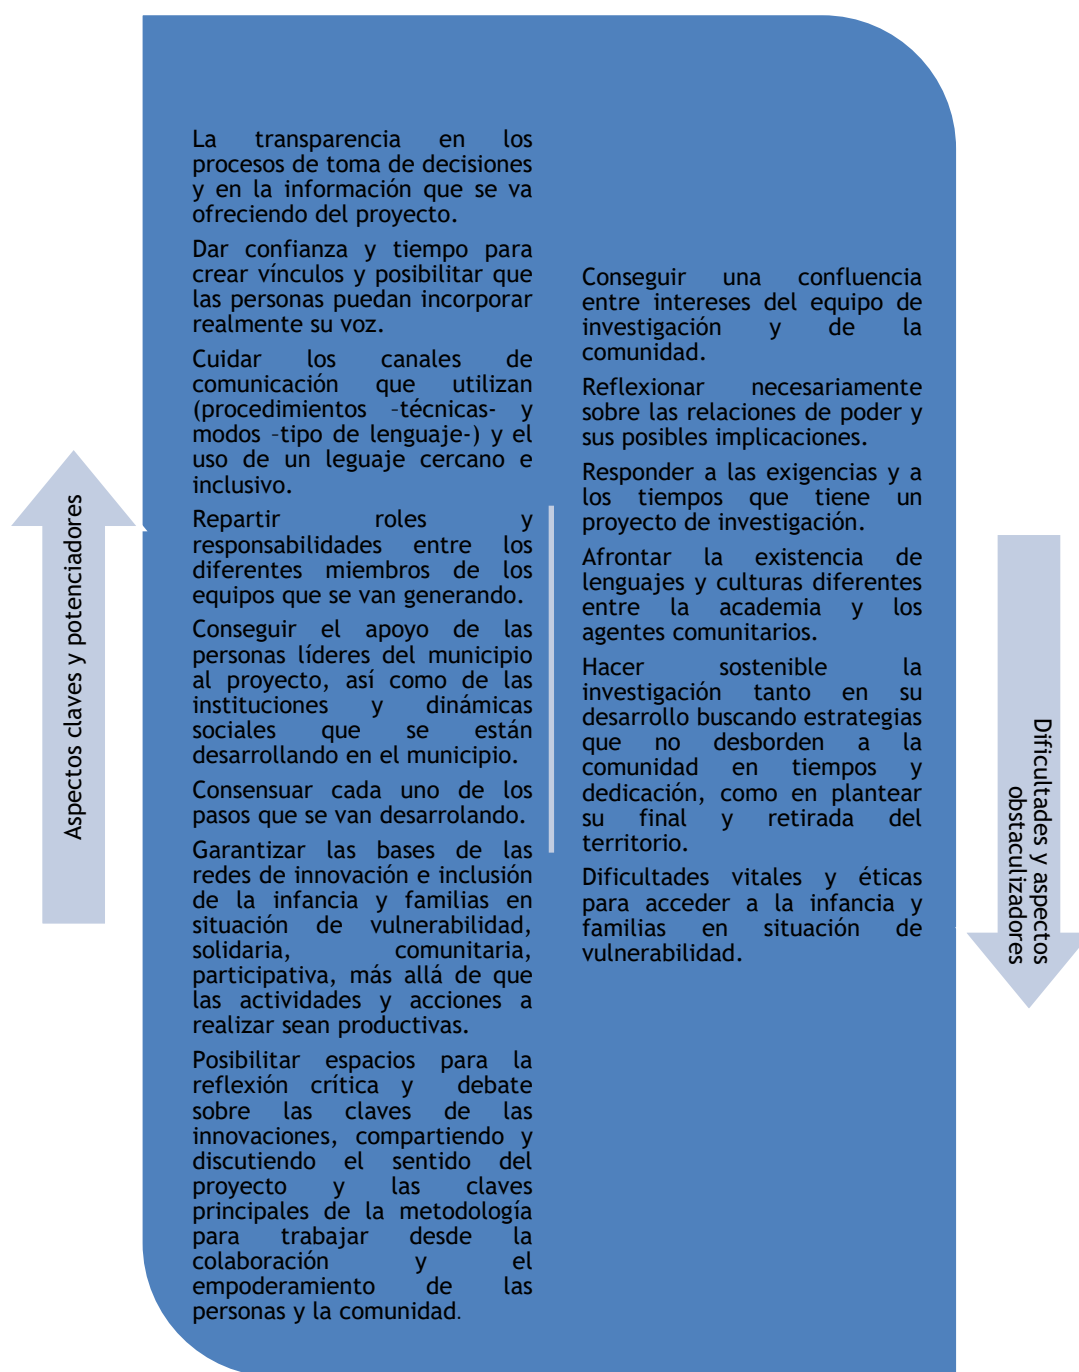 Aspectos claves y potenciadores
La transparencia en los
procesos de toma de decisiones
y en la información que se va
ofreciendo del proyecto.
Dar confianza y tiempo para
crear vínculos y posibilitar que
las personas puedan incorporar
realmente su voz.
Cuidar los canales de
comunicación que utilizan
(procedimientos –técnicas- y
modos –tipo de lenguaje-) y el
uso de un leguaje cercano e
inclusivo.
Repartir roles y
responsabilidades entre los
diferentes miembros de los
equipos que se van generando.
Conseguir el apoyo de las
personas líderes del municipio
al proyecto, así como de las
instituciones y dinámicas
sociales que se están
desarrollando en el municipio.
Consensuar cada uno de los
pasos que se van desarrolando.
Garantizar las bases de las
redes de innovación e inclusión
de la infancia y familias en
situación de vulnerabilidad,
solidaria, comunitaria,
participativa, más allá de que
las actividades y acciones a
realizar sean productivas.
Posibilitar espacios para la
reflexión crítica y debate
sobre las claves de las
innovaciones, compartiendo y
discutiendo el sentido del
proyecto y las claves
principales de la metodología
para trabajar desde la
colaboración y el
empoderamiento de las
personas y la comunidad.
Conseguir una confluencia
entre intereses del equipo de
investigación y de la
comunidad.
Reflexionar necesariamente
sobre las relaciones de poder y
sus posibles implicaciones.
Responder a las exigencias y a
los tiempos que tiene un
proyecto de investigación.
Afrontar la existencia de
lenguajes y culturas diferentes
entre la academia y los
agentes comunitarios.
Hacer sostenible la
investigación tanto en su
desarrollo buscando estrategias
que no desborden a la
comunidad en tiempos y
dedicación, como en plantear
su final y retirada del
territorio.
Dificultades vitales y éticas
para acceder a la infancia y
familias en situación de
vulnerabilidad.
Dificultades y aspectos
obstaculizadores